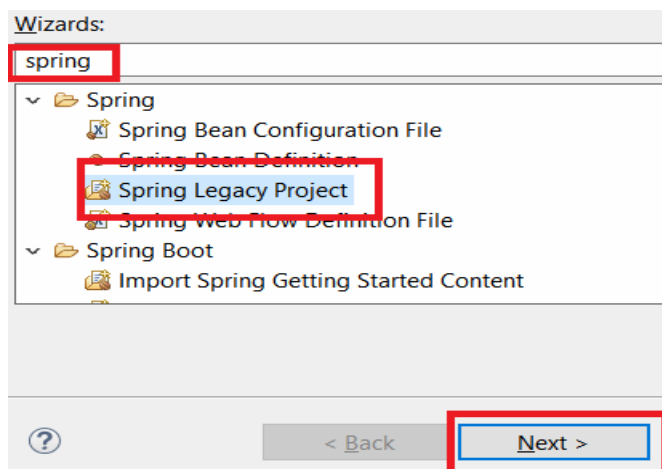 Wizards:
spring
Spring
Spring Bean Configuration File
Spring Bean Definition
Spring Legacy Project
Spring Web Flow Definition File
Spring Boot
Import Spring Getting Started Content
< Back Next >